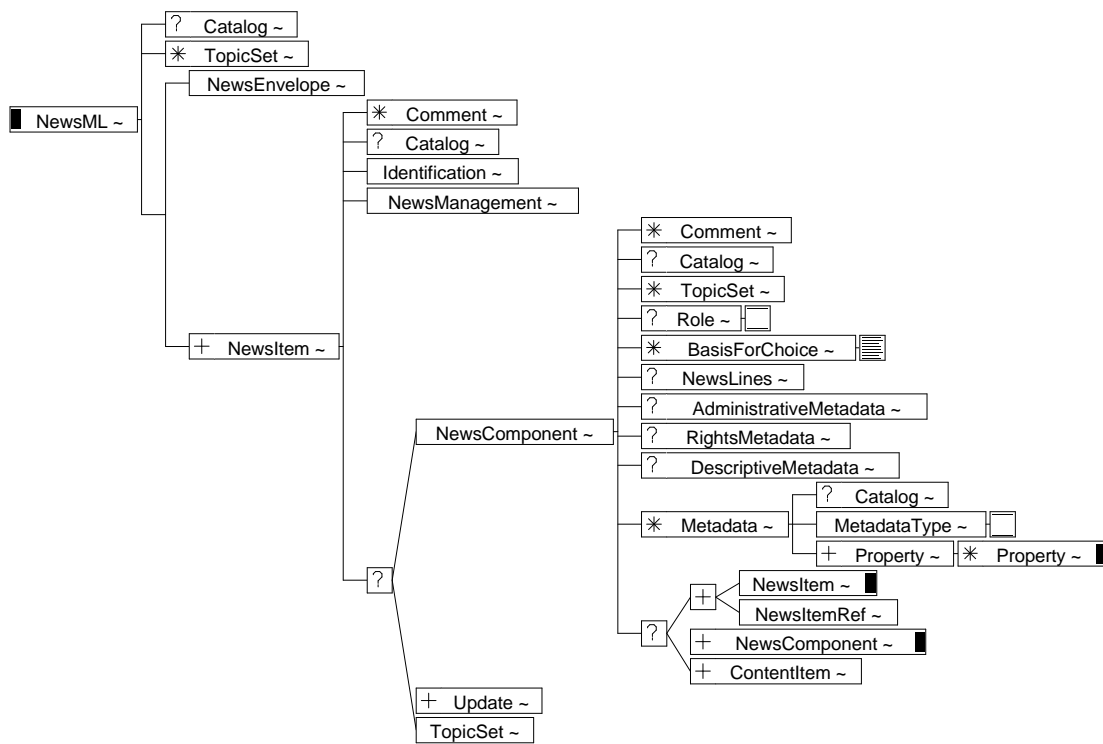 ? Catalog ~
* TopicSet ~
NewsEnvelope ~
NewsML ~
* Comment ~
? Catalog ~
Identification ~
NewsManagement ~
* Comment ~
? Catalog ~
* TopicSet ~
? Role ~
+ NewsItem ~
* BasisForChoice ~
? NewsLines ~
? AdministrativeMetadata ~
NewsComponent ~
? RightsMetadata ~
? DescriptiveMetadata ~
? Catalog ~
* Metadata ~
MetadataType ~
+ Property ~
* Property ~
?
NewsItem ~
+
NewsItemRef ~
?
+ NewsComponent ~
+ ContentItem ~
+ Update ~
TopicSet ~